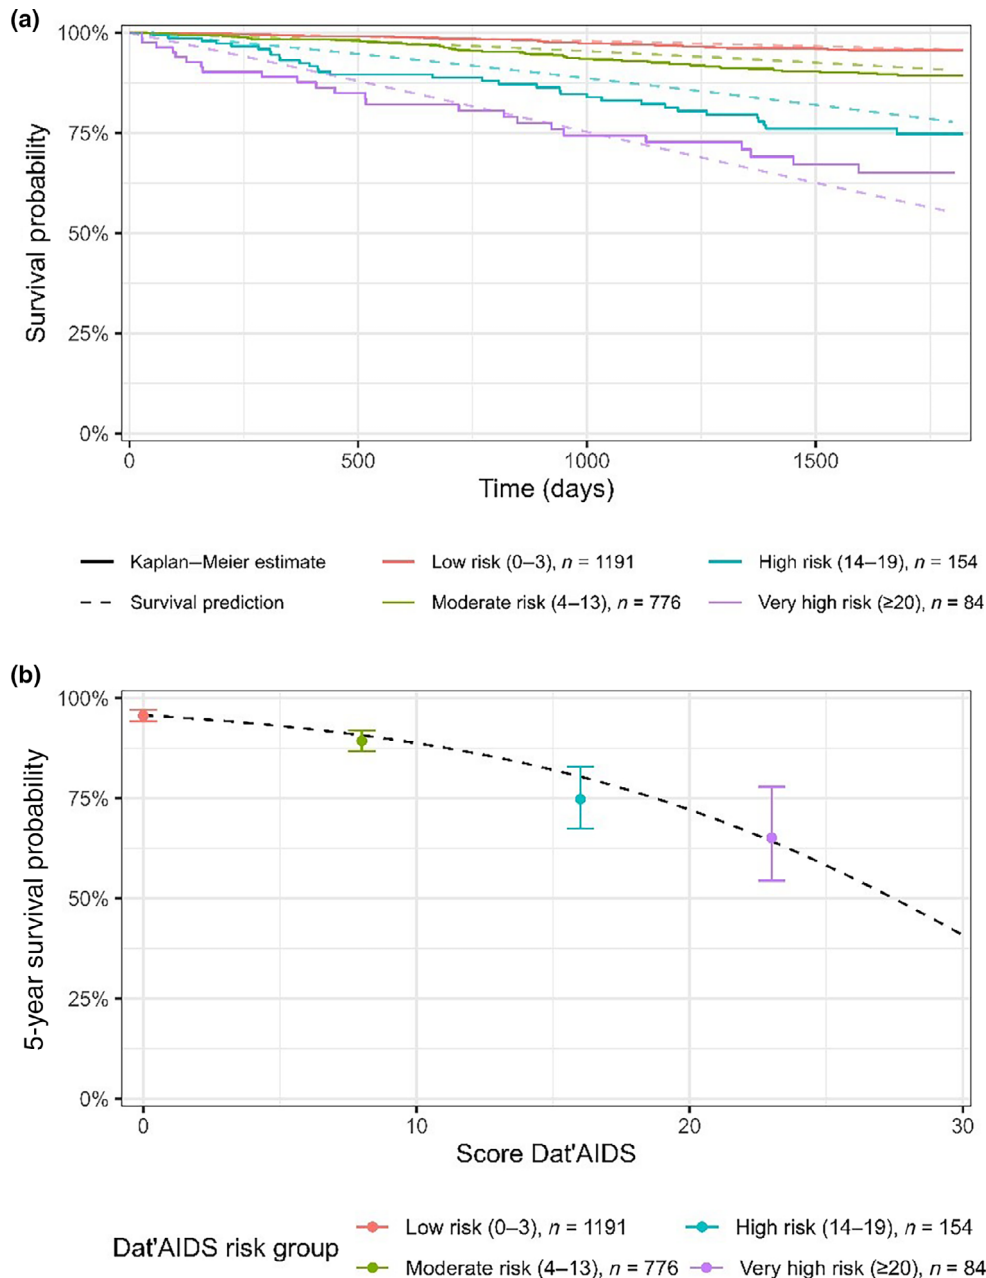 (a)
100%
75%
50%
25%
0%
Survival probability
0 500 1000 1500
Time (days)
Kaplan–Meier estimate Low risk (0–3), n = 1191 High risk (14–19), n = 154
Survival prediction Moderate risk (4–13), n = 776 Very high risk (≥20), n = 84
(b)
100%
75%
50%
25%
0%
5-year survival probability
0 10 20 30
Score Dat'AIDS
Dat'AIDS risk group
Low risk (0–3), n = 1191 High risk (14–19), n = 154
Moderate risk (4–13), n = 776 Very high risk (≥20), n = 84